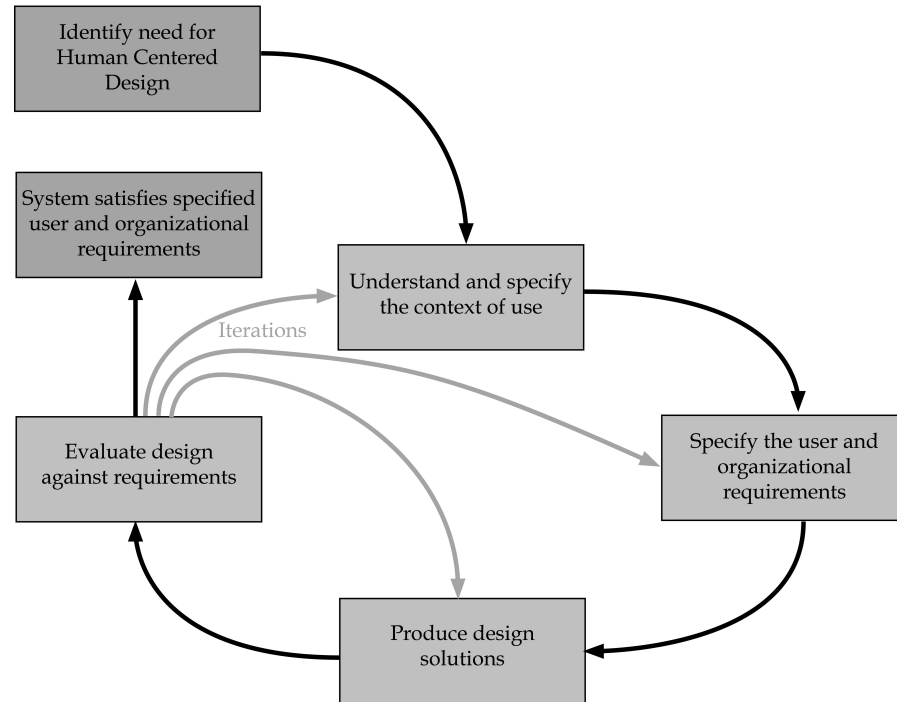 Identify need for
Human Centered
Design
System satisfies specified
user and organizational
requirements
Understand and specify
the context of use
Iterations
Specify the user and
organizational
requirements
Evaluate design
against requirements
Produce design
solutions